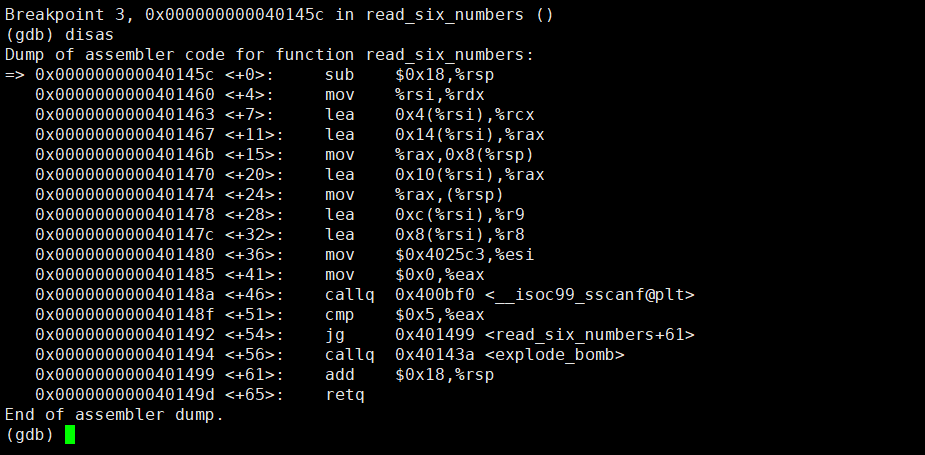 Breakpoint 3, 0x000000000040145c in read_six_numbers ()
(gdb) disas
Dump of assembler code for function read_six_numbers:
=> 0x000000000040145c <+0>:     sub    $0x18,%rsp
   0x0000000000401460 <+4>:     mov    %rsi,%rdx
   0x0000000000401463 <+7>:     lea    0x4(%rsi),%rcx
   0x0000000000401467 <+11>:    lea    0x14(%rsi),%rax
   0x000000000040146b <+15>:    mov    %rax,0x8(%rsp)
   0x0000000000401470 <+20>:    lea    0x10(%rsi),%rax
   0x0000000000401474 <+24>:    mov    %rax,(%rsp)
   0x0000000000401478 <+28>:    lea    0xc(%rsi),%r9
   0x000000000040147c <+32>:    lea    0x8(%rsi),%r8
   0x0000000000401480 <+36>:    mov    $0x4025c3,%esi
   0x0000000000401485 <+41>:    mov    $0x0,%eax
   0x000000000040148a <+46>:    callq  0x400bf0 <__isoc99_sscanf@plt>
   0x000000000040148f <+51>:    cmp    $0x5,%eax
   0x0000000000401492 <+54>:    jg     0x401499 <read_six_numbers+61>
   0x0000000000401494 <+56>:    callq  0x40143a <explode_bomb>
   0x0000000000401499 <+61>:    add    $0x18,%rsp
   0x000000000040149d <+65>:    retq
End of assembler dump.
(gdb)